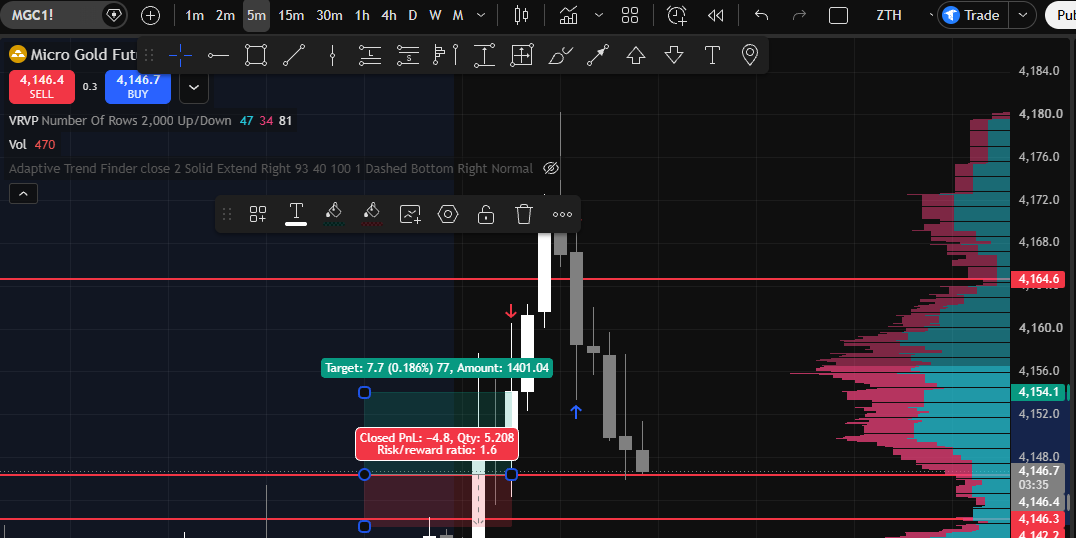 MGC1!
1m 2m 5m 15m 30m 1h 4h D W M
ZTH
Trade
Micro Gold Futu
4,146.4
SELL
0.3
4,146.7
BUY
VRVP Number Of Rows 2,000 Up/Down 47 34 81
Vol 470
Adaptive Trend Finder close 2 Solid Extend Right 93 40 100 1 Dashed Bottom Right Normal
T
T
Target: 7.7 (0.186%) 77, Amount: 1401.04
Closed PnL: −4.8, Qty: 5.208
Risk/reward ratio: 1.6
4,184.0
4,180.0
4,176.0
4,172.0
4,168.0
4,164.6
4,160.0
4,156.0
4,154.1
4,152.0
4,148.0
4,146.7
03:35
4,146.4
4,146.3
4,142.2